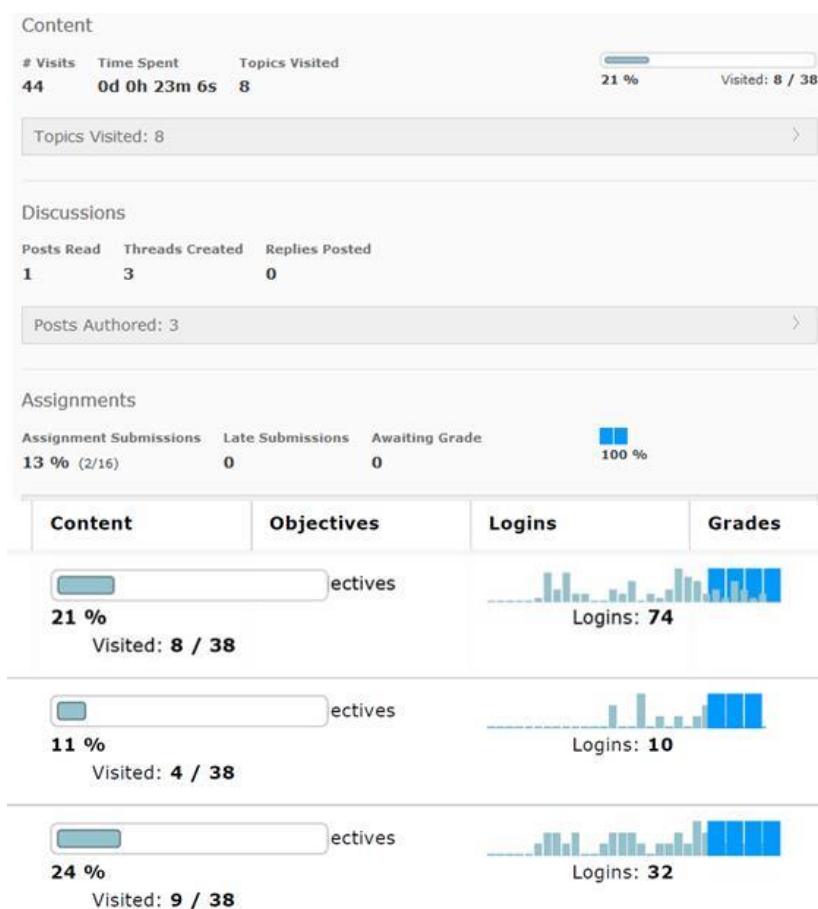 Content
# Visits Time Spent Topics Visited
44 0d 0h 23m 6s 8
21 % Visited: 8 / 38
Topics Visited: 8
Discussions
Posts Read Threads Created Replies Posted
1 3 0
Posts Authored: 3
Assignments
Assignment Submissions Late Submissions Awaiting Grade
13 % (2/16) 0 0 100 %
Content Objectives Logins Grades
ectives
21 % Logins: 74
Visited: 8 / 38
ectives
11 % Logins: 10
Visited: 4 / 38
ectives
24 % Logins: 32
Visited: 9 / 38